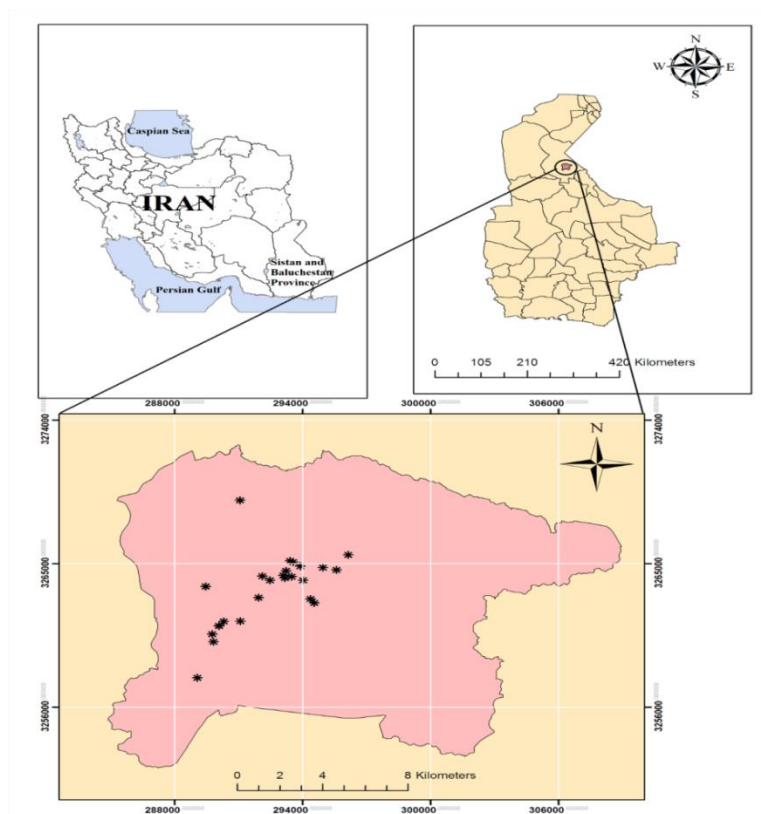 Caspian Sea
IRAN
Sistan and
Baluchestan
Province
Persian Gulf
N
W E
S
0 105 210 420 Kilometers
288000 294000 300000 306000
3274000 3274000
N
3265000 3265000
3256000 3256000
0 2 4 8 Kilometers
288000 294000 300000 306000